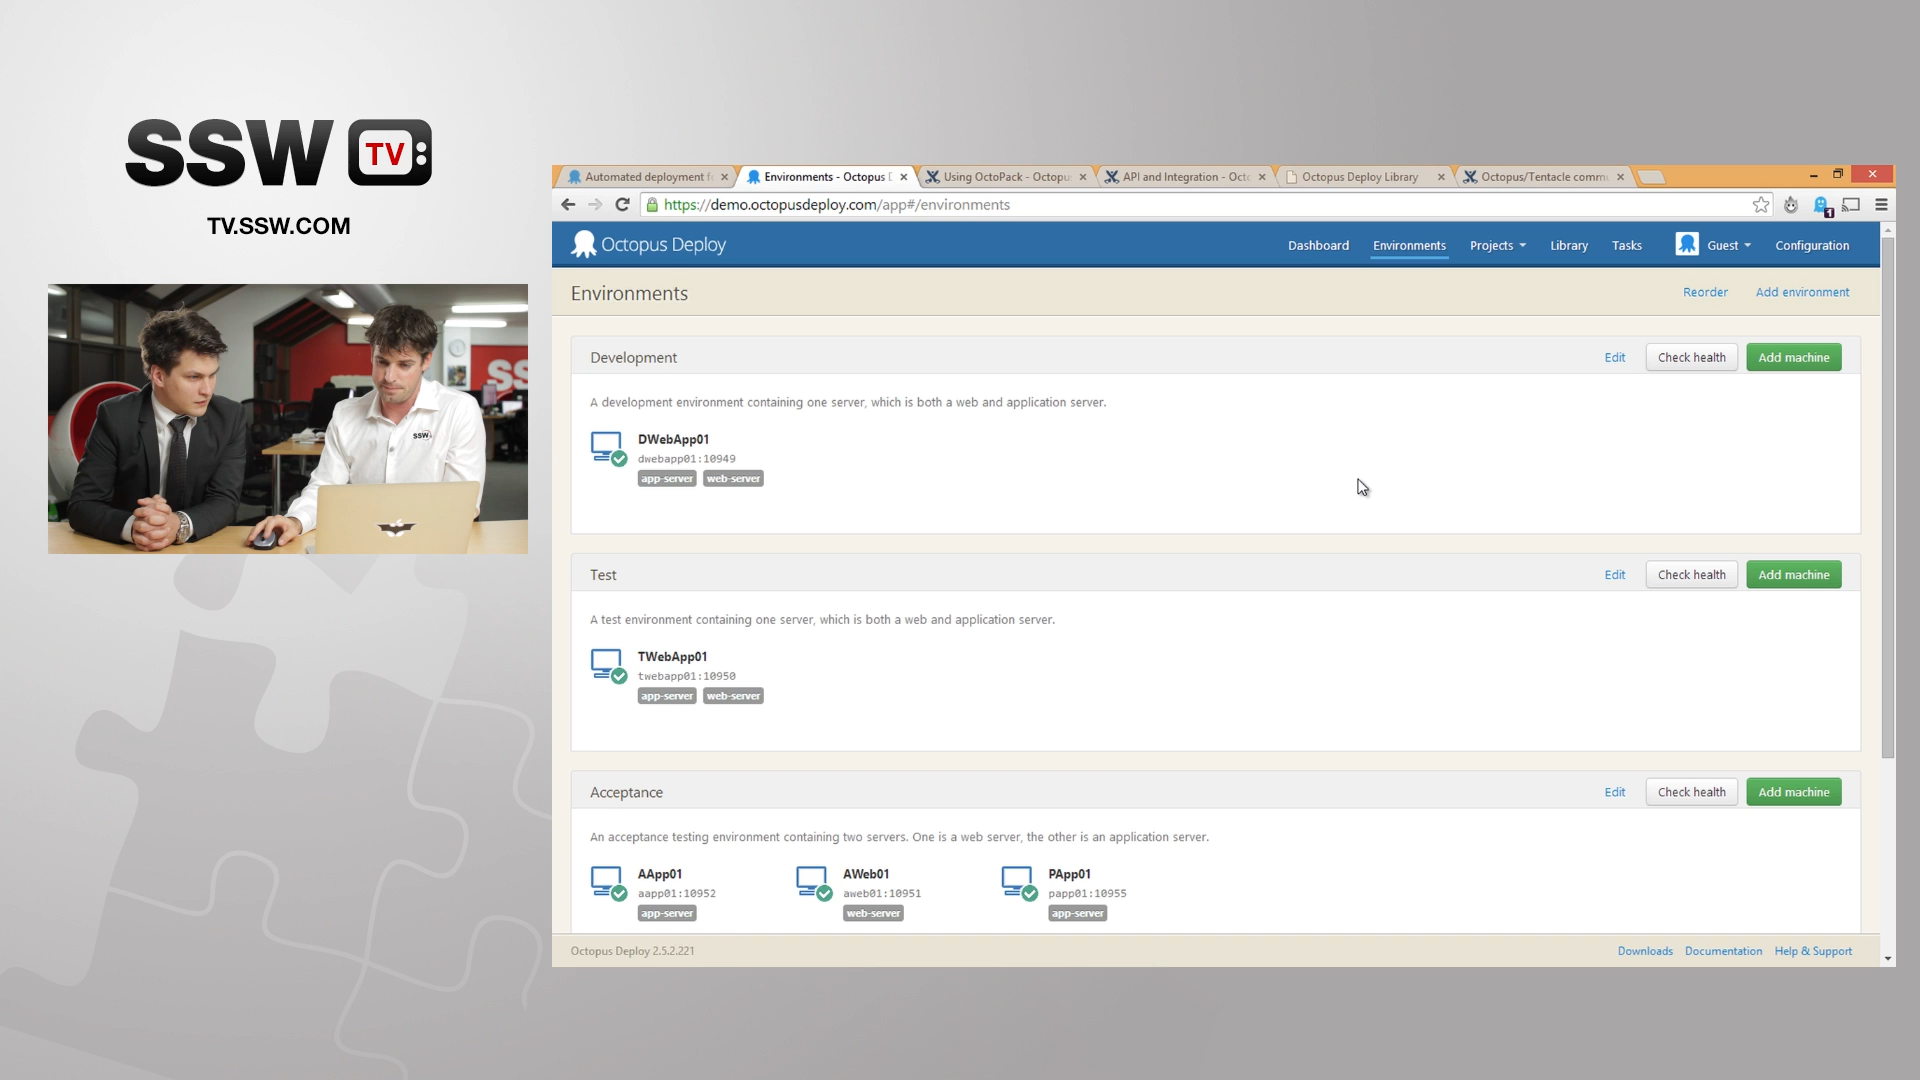 SSW TV:
TV.SSW.COM
SSW
SS
Automated deployment f
Environments - Octopus D
Using OctoPack - Octopu
API and Integration - Octo
Octopus Deploy Library
Octopus/Tentacle commu
https://demo.octopusdeploy.com/app#/environments
1
Octopus Deploy
Dashboard
Environments
Projects
Library
Tasks
Guest
Configuration
Environments
Reorder
Add environment
Development
Edit
Check health
Add machine
A development environment containing one server, which is both a web and application server.
DWebApp01
dwebapp01:10949
app-server web-server
Test
Edit
Check health
Add machine
A test environment containing one server, which is both a web and application server.
TWebApp01
twebapp01:10950
app-server web-server
Acceptance
Edit
Check health
Add machine
An acceptance testing environment containing two servers. One is a web server, the other is an application server.
AApp01
aapp01:10952
app-server
AWeb01
aweb01:10951
web-server
PApp01
papp01:10955
app-server
Octopus Deploy 2.5.2.221
Downloads
Documentation
Help & Support